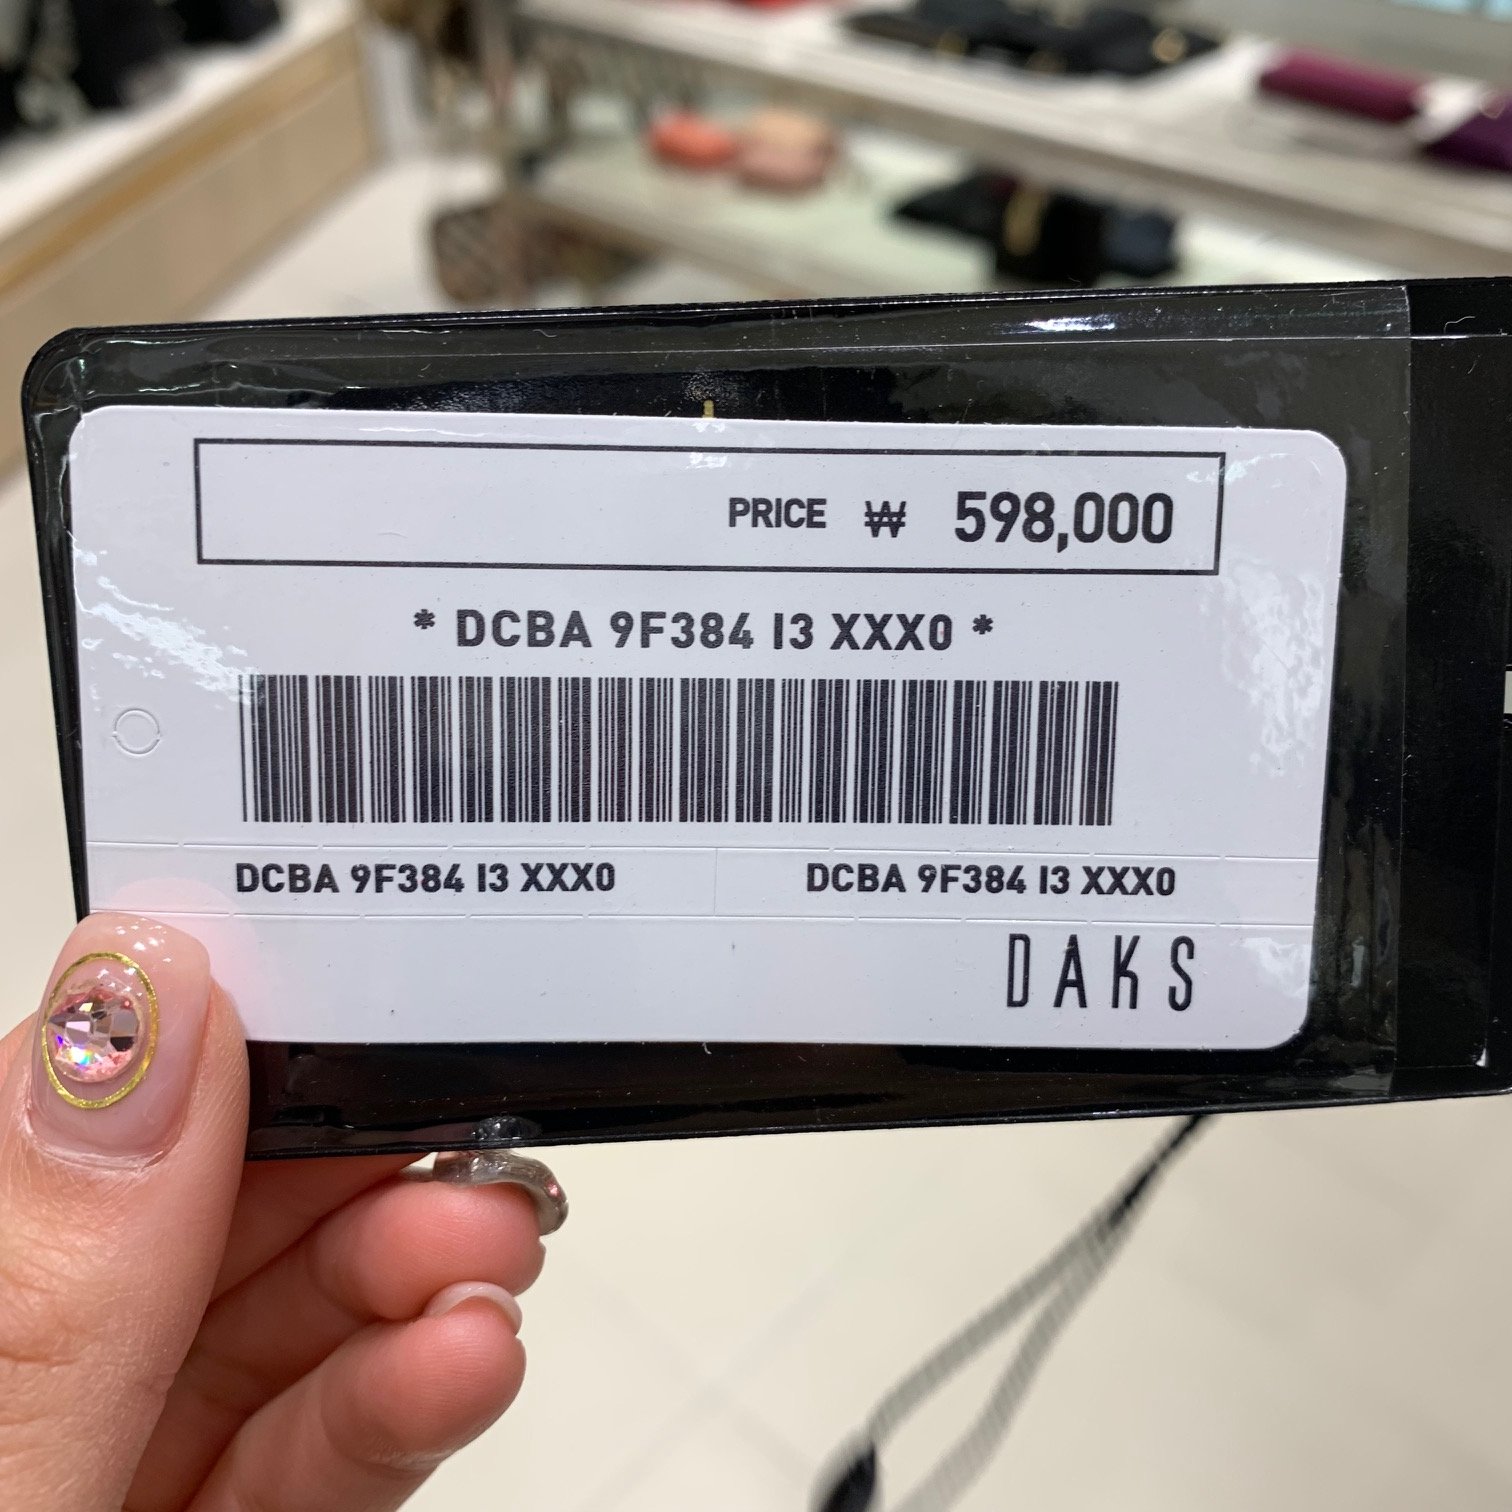 PRICE ₩ 598,000
* DCBA 9F384 I3 XXX0 *
DCBA 9F384 I3 XXX0 DCBA 9F384 I3 XXX0
DAKS